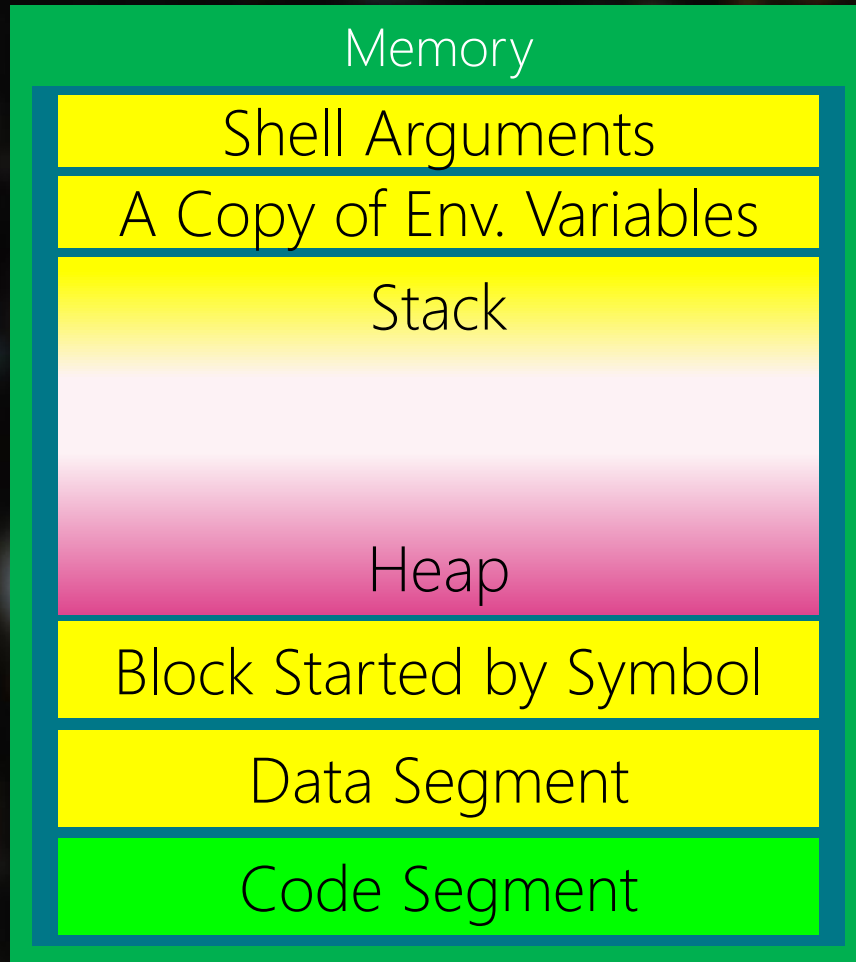 Memory
Shell Arguments
A Copy of Env. Variables
Stack
Heap
Block Started by Symbol
Data Segment
Code Segment